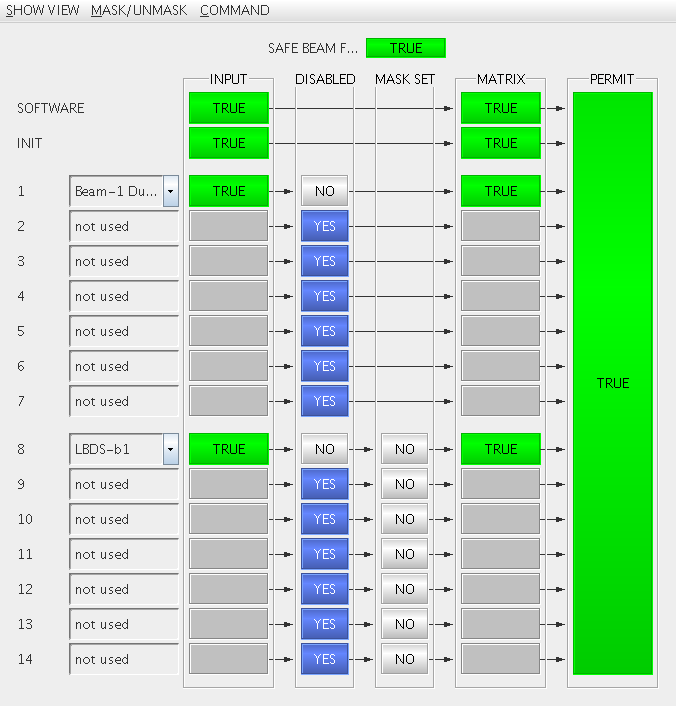 SHOW VIEW MASK/UNMASK COMMAND
SAFE BEAM F... TRUE
INPUT DISABLED MASK SET MATRIX PERMIT
SOFTWARE TRUE TRUE
INIT TRUE TRUE
1 Beam-1 Du... TRUE NO TRUE
2 not used YES
3 not used YES
4 not used YES
5 not used YES
6 not used YES
TRUE
7 not used YES
8 LBDS-b1 TRUE NO NO TRUE
9 not used YES NO
10 not used YES NO
11 not used YES NO
12 not used YES NO
13 not used YES NO
14 not used YES NO